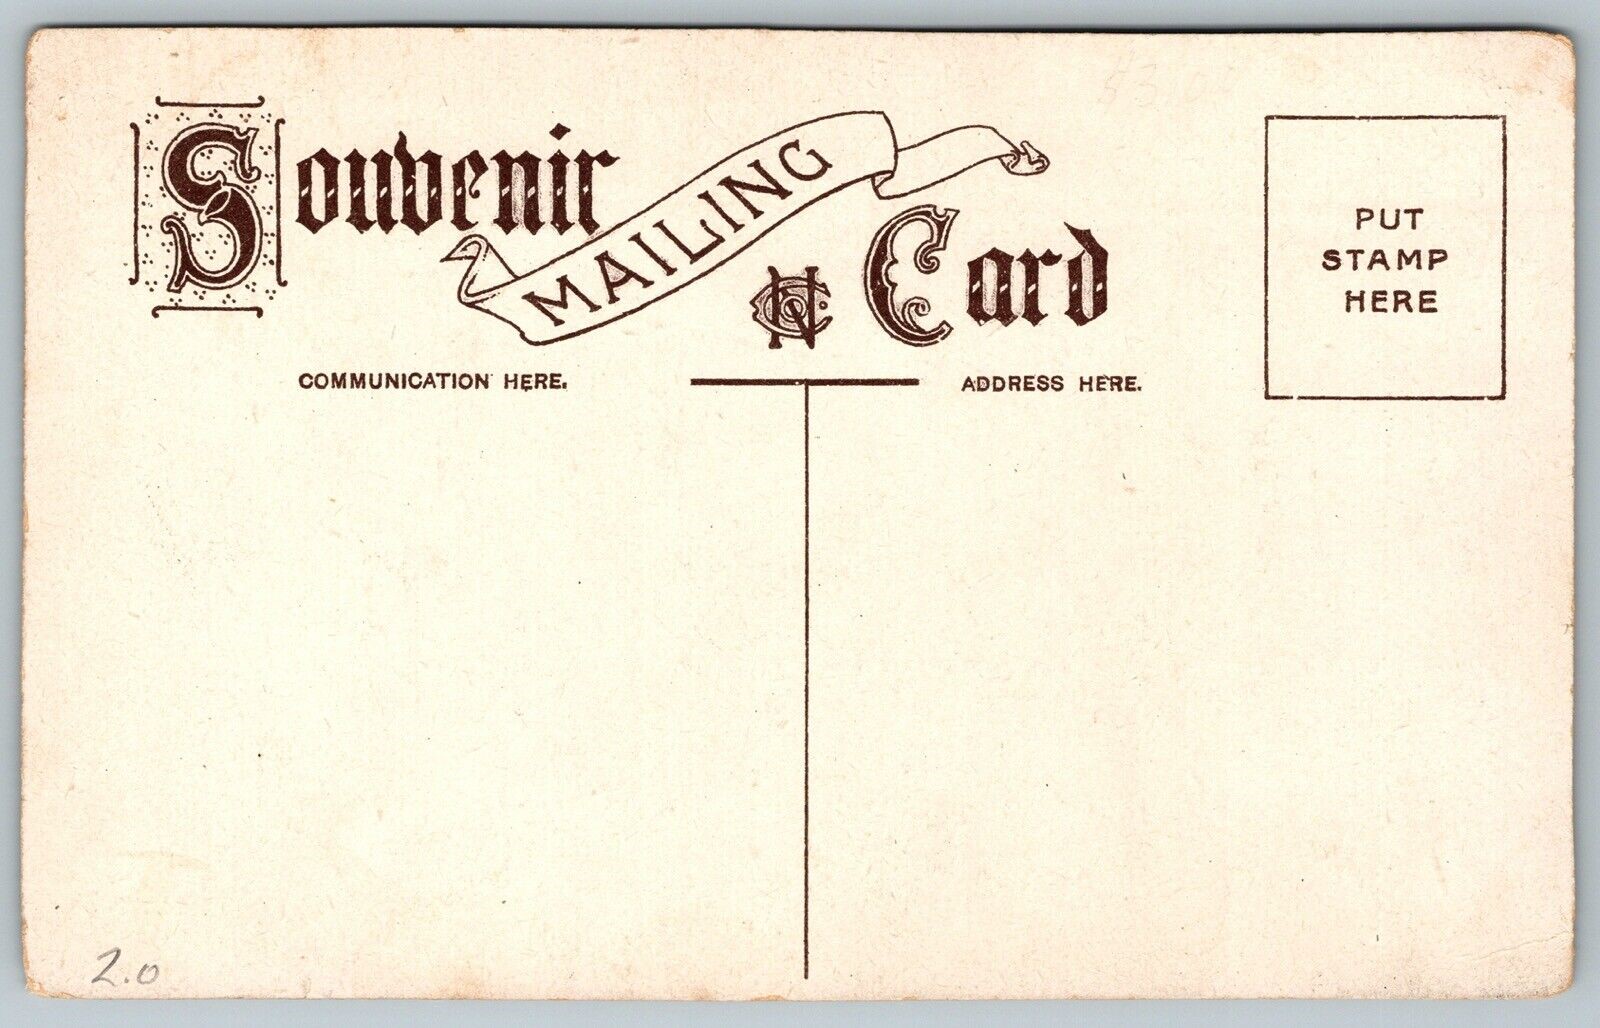 Souvenir MAILING Card
PUT
STAMP
HERE
COMMUNICATION HERE.
ADDRESS HERE.
2.0